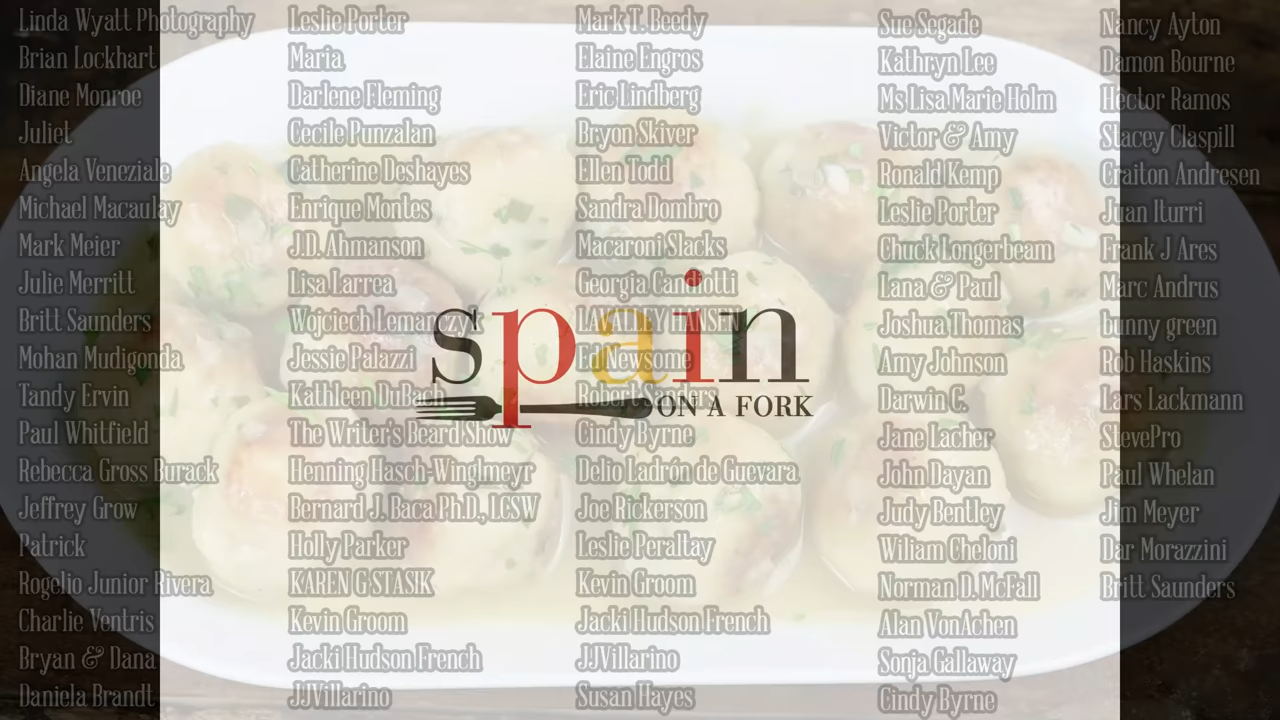 Linda Wyatt Photography
Brian Lockhart
Diane Monroe
Juliet
Angela Veneziale
Michael Macaulay
Mark Meier
Julie Merritt
Britt Saunders
Mohan Mudigonda
Tandy Ervin
Paul Whitfield
Rebecca Gross Burack
Jeffrey Grow
Patrick
Rogelio Junior Rivera
Charlie Ventris
Bryan & Dana
Daniela Brandt
Leslie Porter
Maria
Darlene Fleming
Cecile Punzalan
Catherine Deshayes
Enrique Montes
J.D. Ahmanson
Lisa Larrea
Wojciech Lemanczyk
Jessie Palazzi
Kathleen DuBach
The Writer's Beard Show
Henning Hasch-Winglmeyr
Bernard J. Baca Ph.D., LCSW
Holly Parker
KAREN G STASIK
Kevin Groom
Jacki Hudson French
JJVillarino
Mark T. Beedy
Elaine Engros
Eric Lindberg
Bryon Skiver
Ellen Todd
Sandra Dombro
Macaroni Slacks
Georgia Candiotti
Ed Newsome
Robert
Cindy Byrne
Delio Ladrón de Guevara
Joe Rickerson
Leslie Peraltay
Kevin Groom
Jacki Hudson French
JJVillarino
Susan Hayes
Sue Segade
Kathryn Lee
Ms Lisa Marie Holm
Victor & Amy
Ronald Kemp
Leslie Porter
Chuck Longerbeam
Lana & Paul
Joshua Thomas
Amy Johnson
Darwin C.
Jane Lacher
John Dayan
Judy Bentley
Wiliam Cheloni
Norman D. McFall
Alan VonAchen
Sonja Gallaway
Cindy Byrne
Nancy Ayton
Damon Bourne
Hector Ramos
Stacey Claspill
Graiton Andresen
Juan Iturri
Frank J Ares
Marc Andrus
bunny green
Rob Haskins
Lars Lackmann
StevePro
Paul Whelan
Jim Meyer
Dar Morazzini
Britt Saunders
spain
ON A FORK